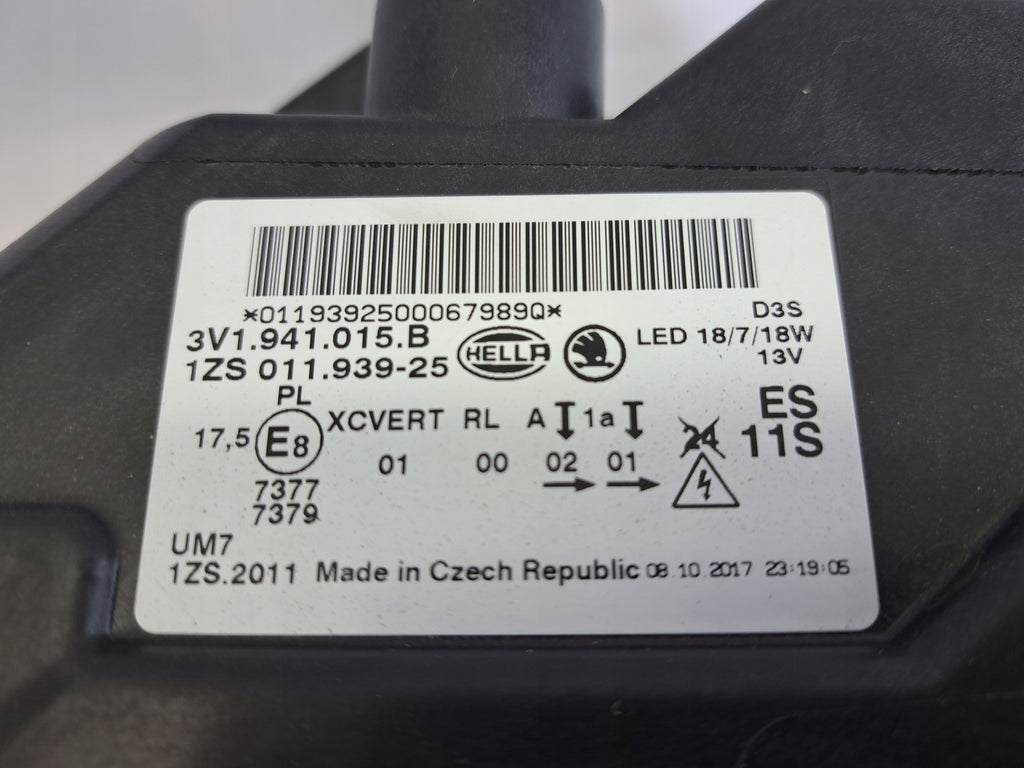 *0119392500067989Q*
D3S
3V1.941.015.B HELLA LED 18/7/18W
1ZS 011.939-25 13V
PL ES
17,5 E8 XCVERT RL A 1a 24 11S
01 00 02 01
7377
7379
UM7
1ZS.2011 Made in Czech Republic 08.10.2017 23:19:05